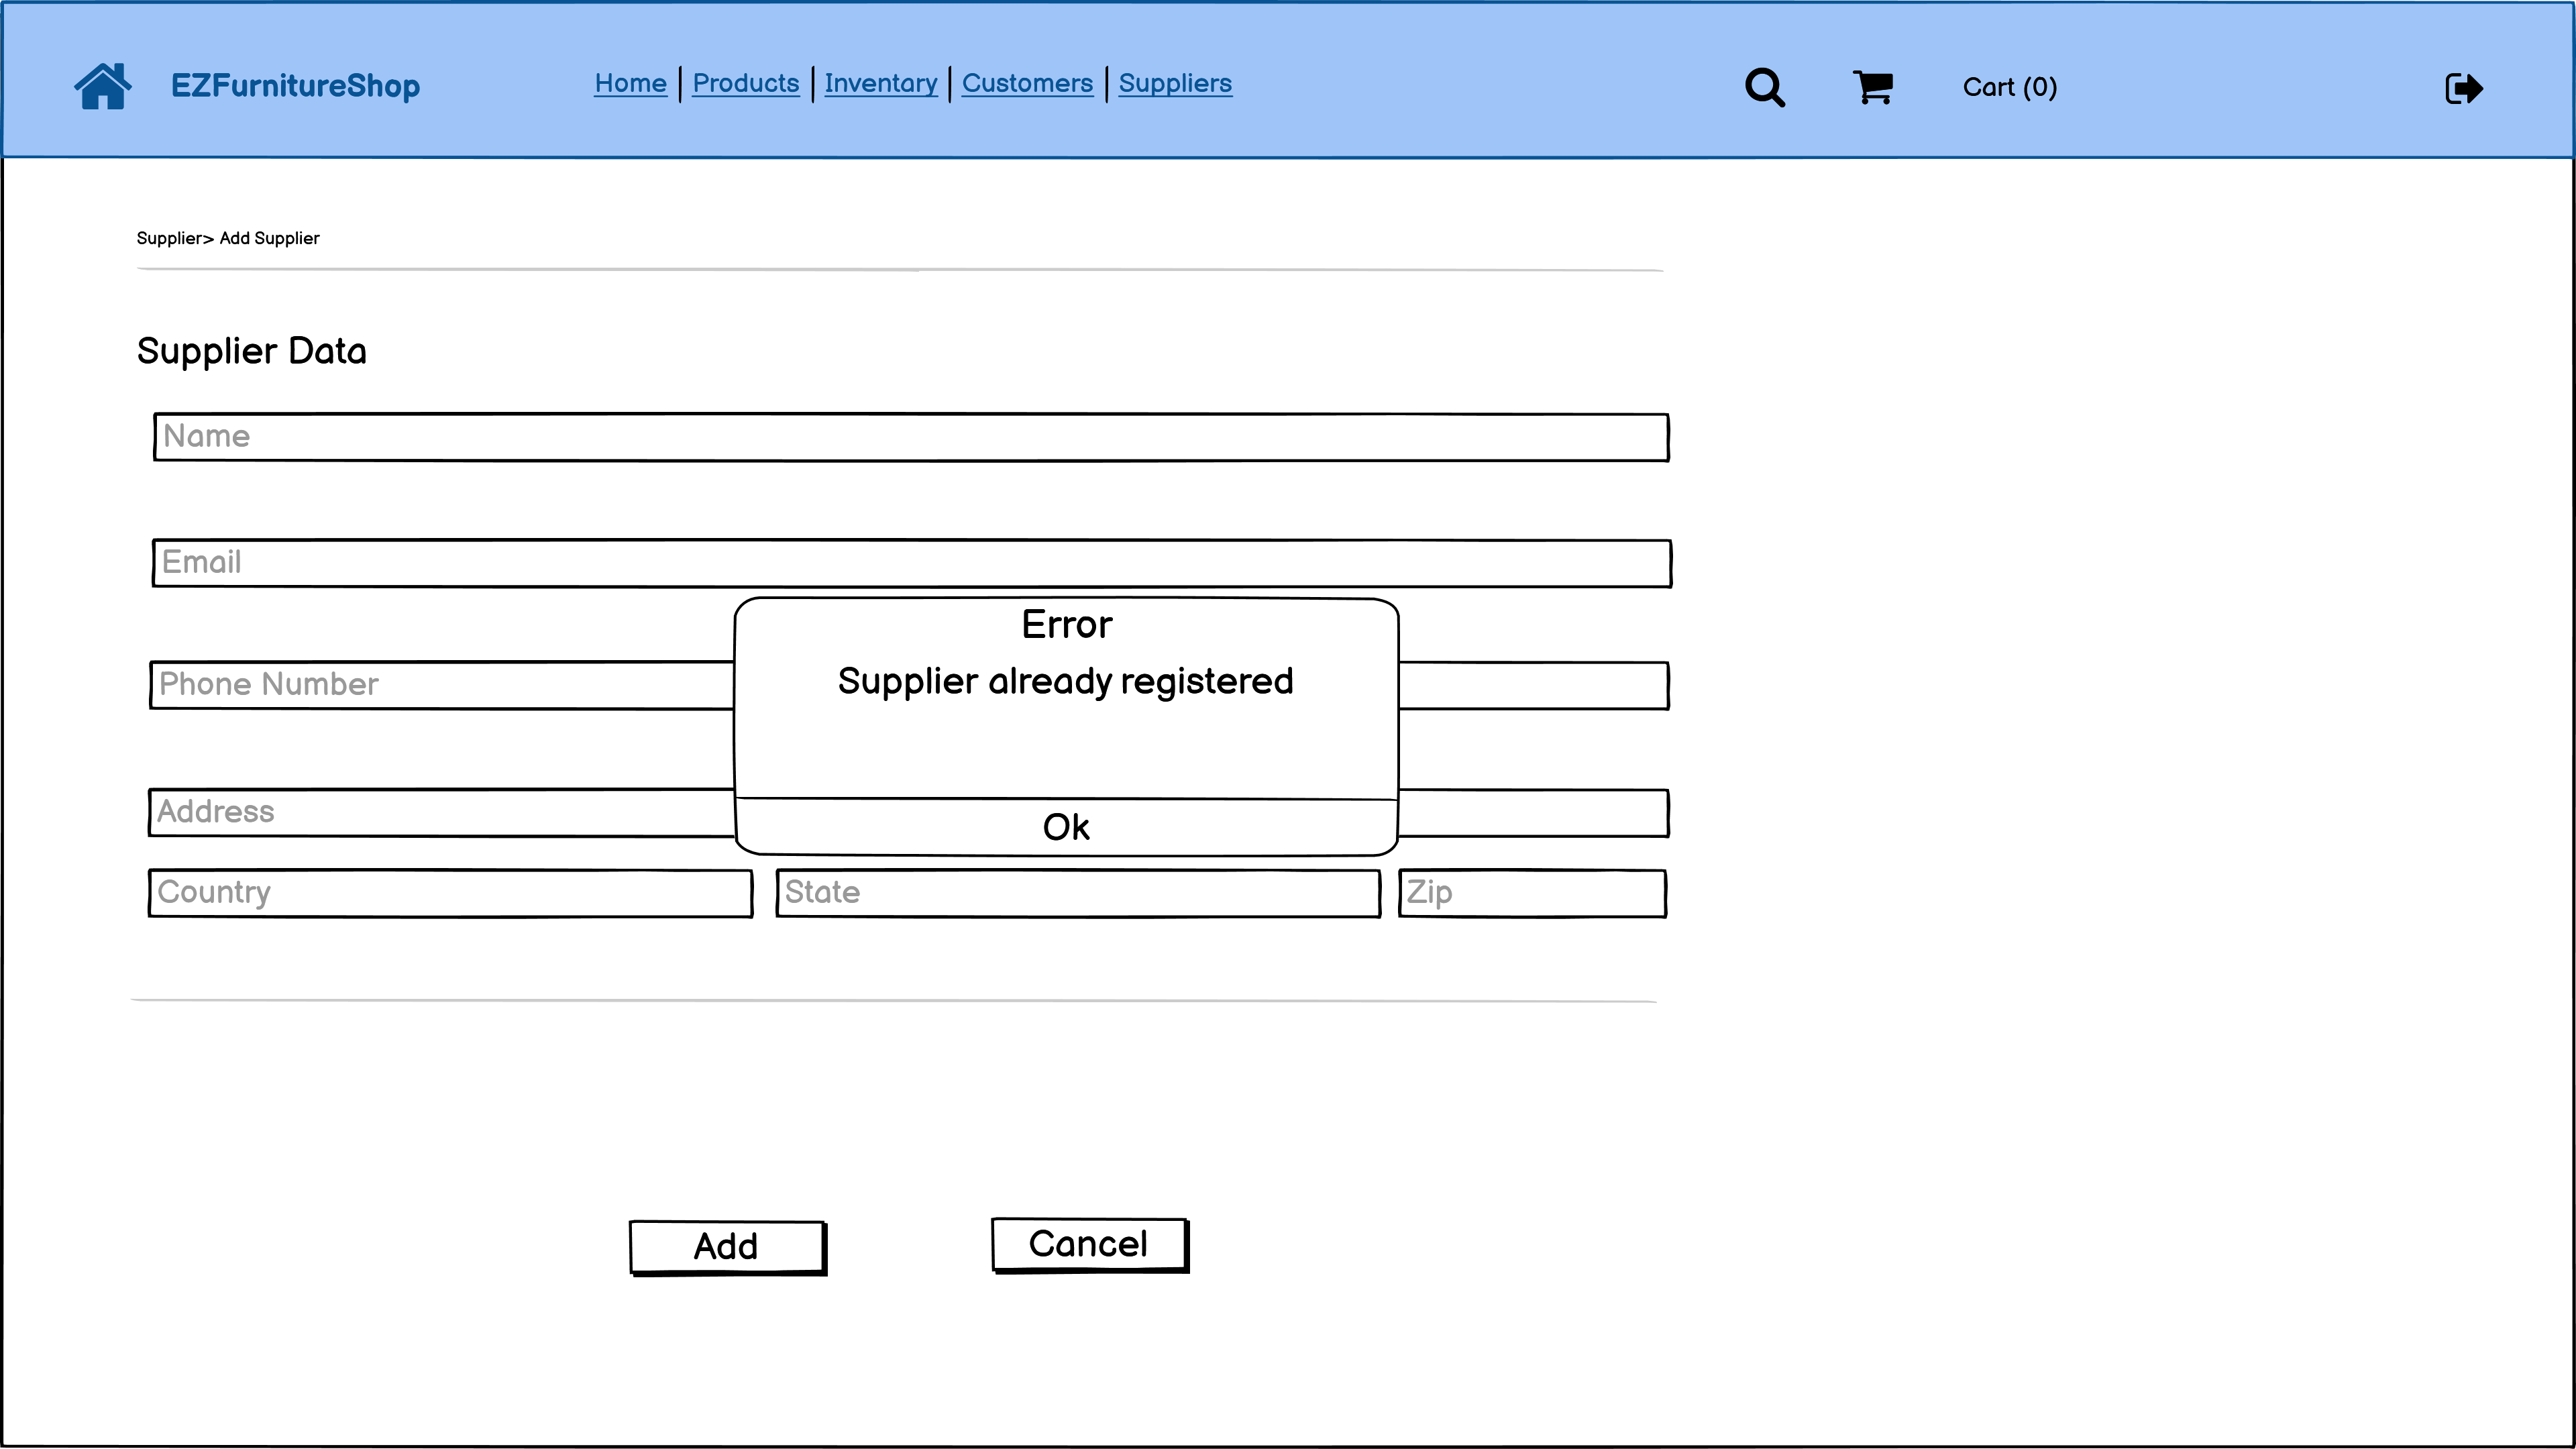 EZFurnitureShop
Home | Products | Inventary | Customers | Suppliers
Cart (0)
Supplier> Add Supplier
Supplier Data
Name
Email
Error
Supplier already registered
Phone Number
Address
Ok
Country State Zip
Add Cancel